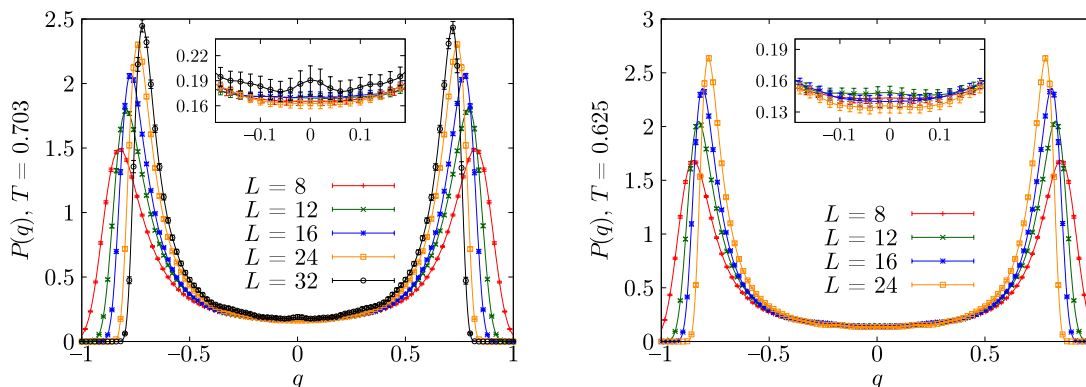 P(q), T = 0.703
2.5
2
1.5
1
0.5
0
−1
−0.5
0
0.5
1
q
0.22
0.19
0.16
−0.1
0
0.1
L = 8
L = 12
L = 16
L = 24
L = 32
P(q), T = 0.625
3
2.5
2
1.5
1
0.5
0
−1
−0.5
0
0.5
1
q
0.19
0.16
0.13
−0.1
0
0.1
L = 8
L = 12
L = 16
L = 24